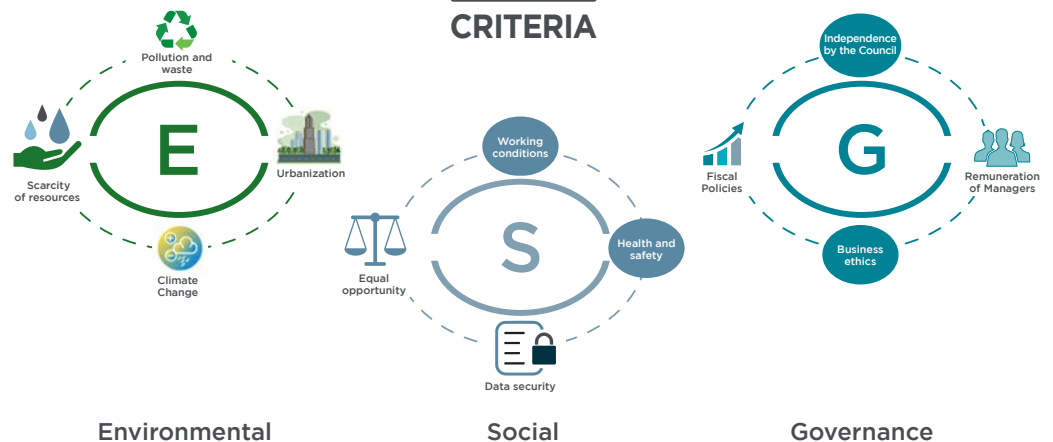 CRITERIA
Pollution and
waste
E
Scarcity
of resources
Urbanization
Climate
Change
Environmental
Working
conditions
S
Equal
opportunity
Health and
safety
Data security
Social
Independence
by the Council
G
Fiscal
Policies
Remuneration
of Managers
Business
ethics
Governance